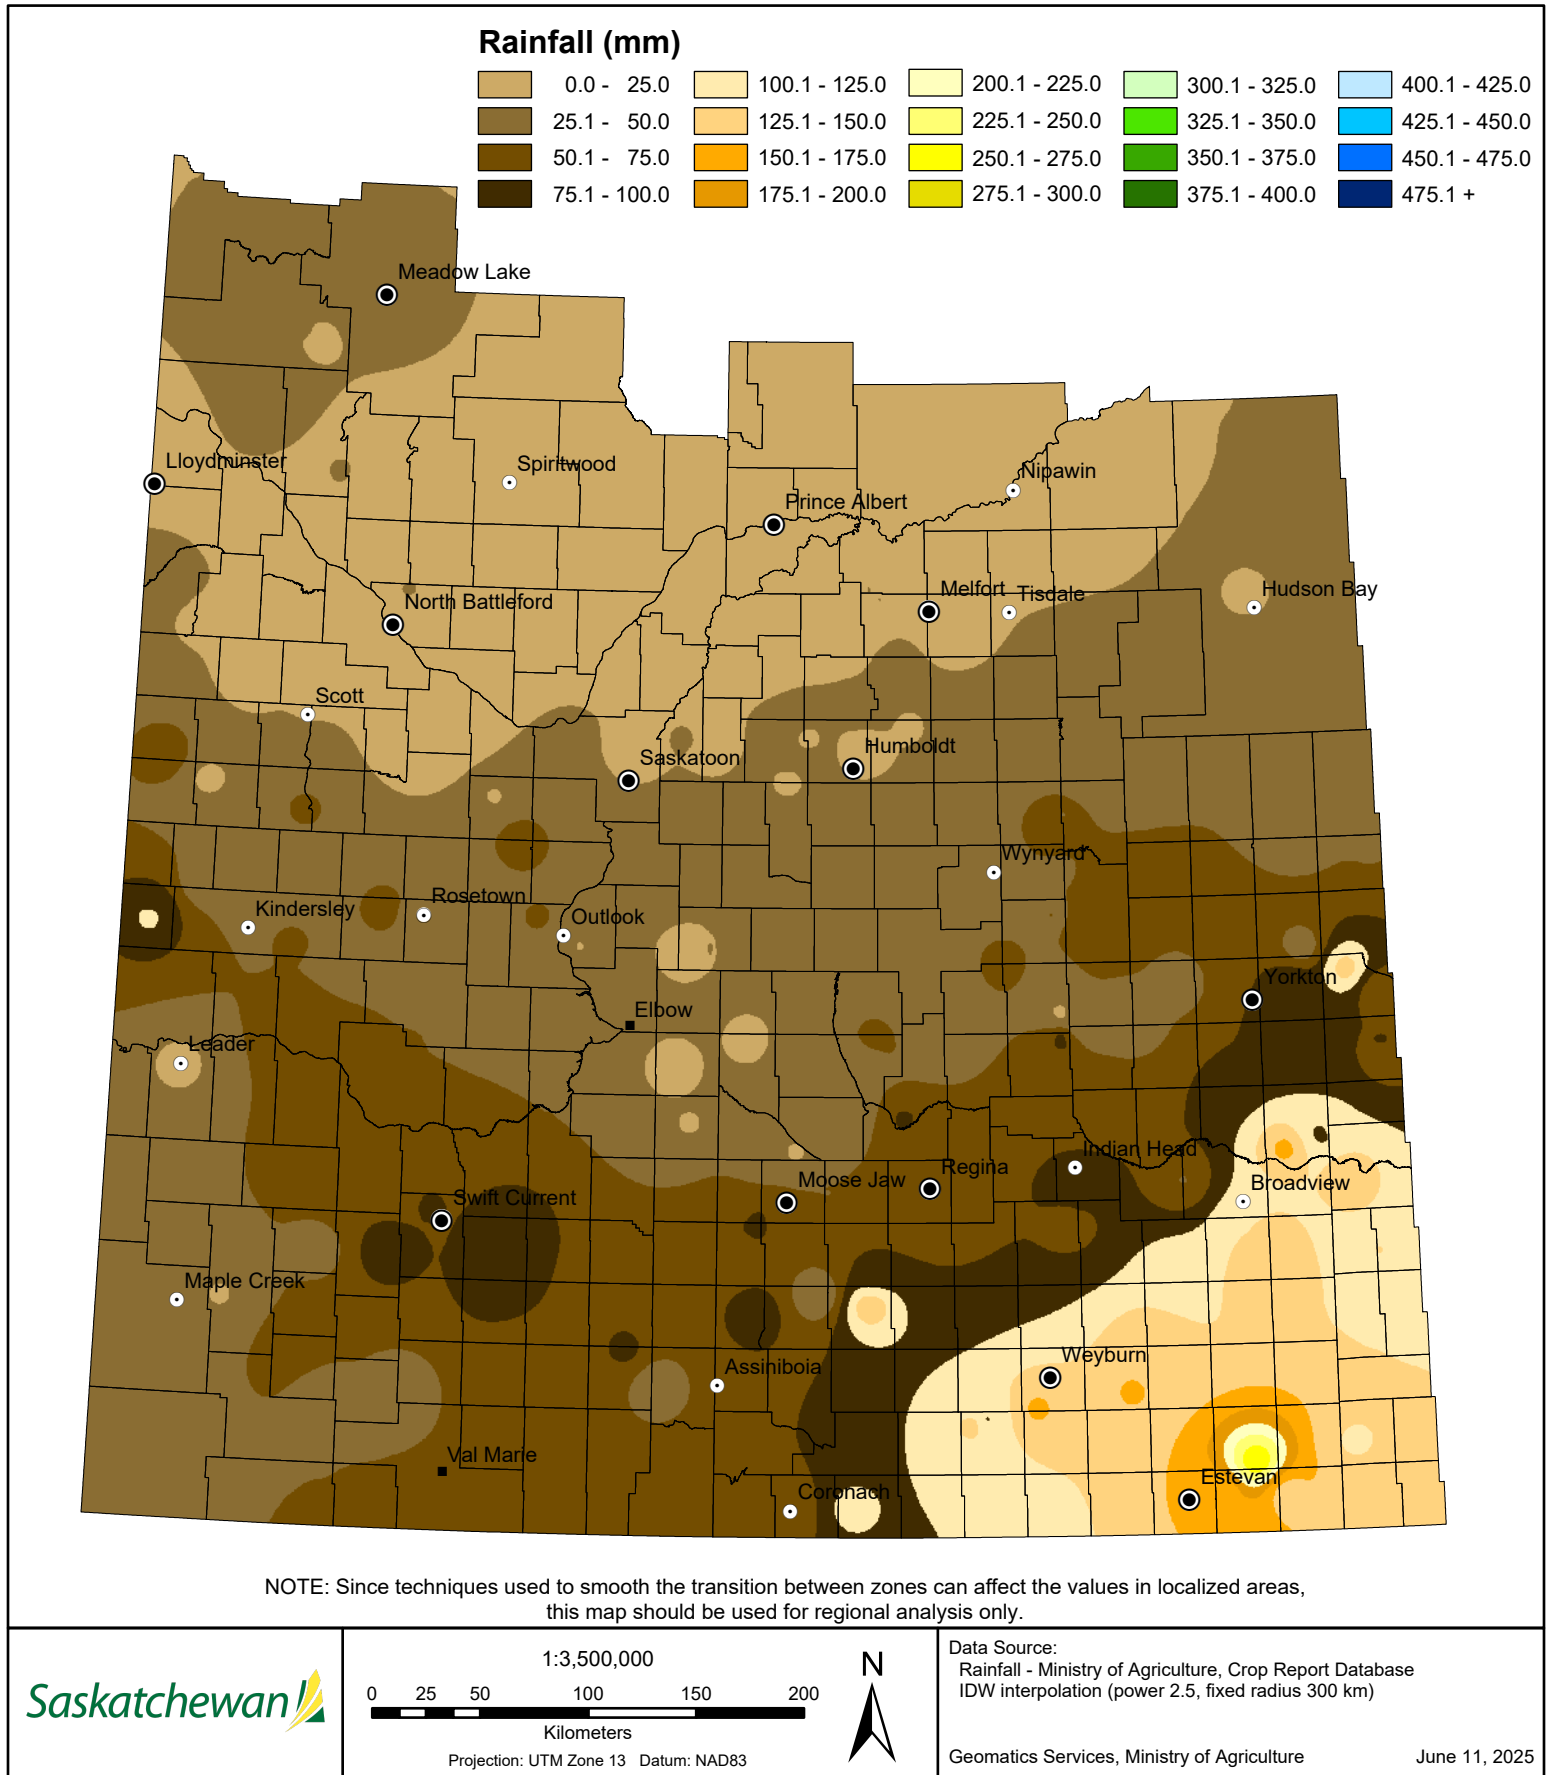 Rainfall (mm)
0.0 - 25.0
25.1 - 50.0
50.1 - 75.0
75.1 - 100.0
100.1 - 125.0
125.1 - 150.0
150.1 - 175.0
175.1 - 200.0
200.1 - 225.0
225.1 - 250.0
250.1 - 275.0
275.1 - 300.0
300.1 - 325.0
325.1 - 350.0
350.1 - 375.0
375.1 - 400.0
400.1 - 425.0
425.1 - 450.0
450.1 - 475.0
475.1 +
Meadow Lake
Lloydminster
Spiritwood
Nipawin
Prince Albert
Melfort
Tisdale
Hudson Bay
North Battleford
Scott
Saskatoon
Humboldt
Wynyard
Rosetown
Kindersley
Outlook
Yorkton
Elbow
Leader
Indian Head
Regina
Moose Jaw
Broadview
Swift Current
Maple Creek
Weyburn
Assiniboia
Val Marie
Estevan
Coronach
NOTE: Since techniques used to smooth the transition between zones can affect the values in localized areas,
this map should be used for regional analysis only.
Saskatchewan
1:3,500,000
0 25 50 100 150 200
Kilometers
Projection: UTM Zone 13 Datum: NAD83
N
Data Source:
Rainfall - Ministry of Agriculture, Crop Report Database
IDW interpolation (power 2.5, fixed radius 300 km)
Geomatics Services, Ministry of Agriculture June 11, 2025